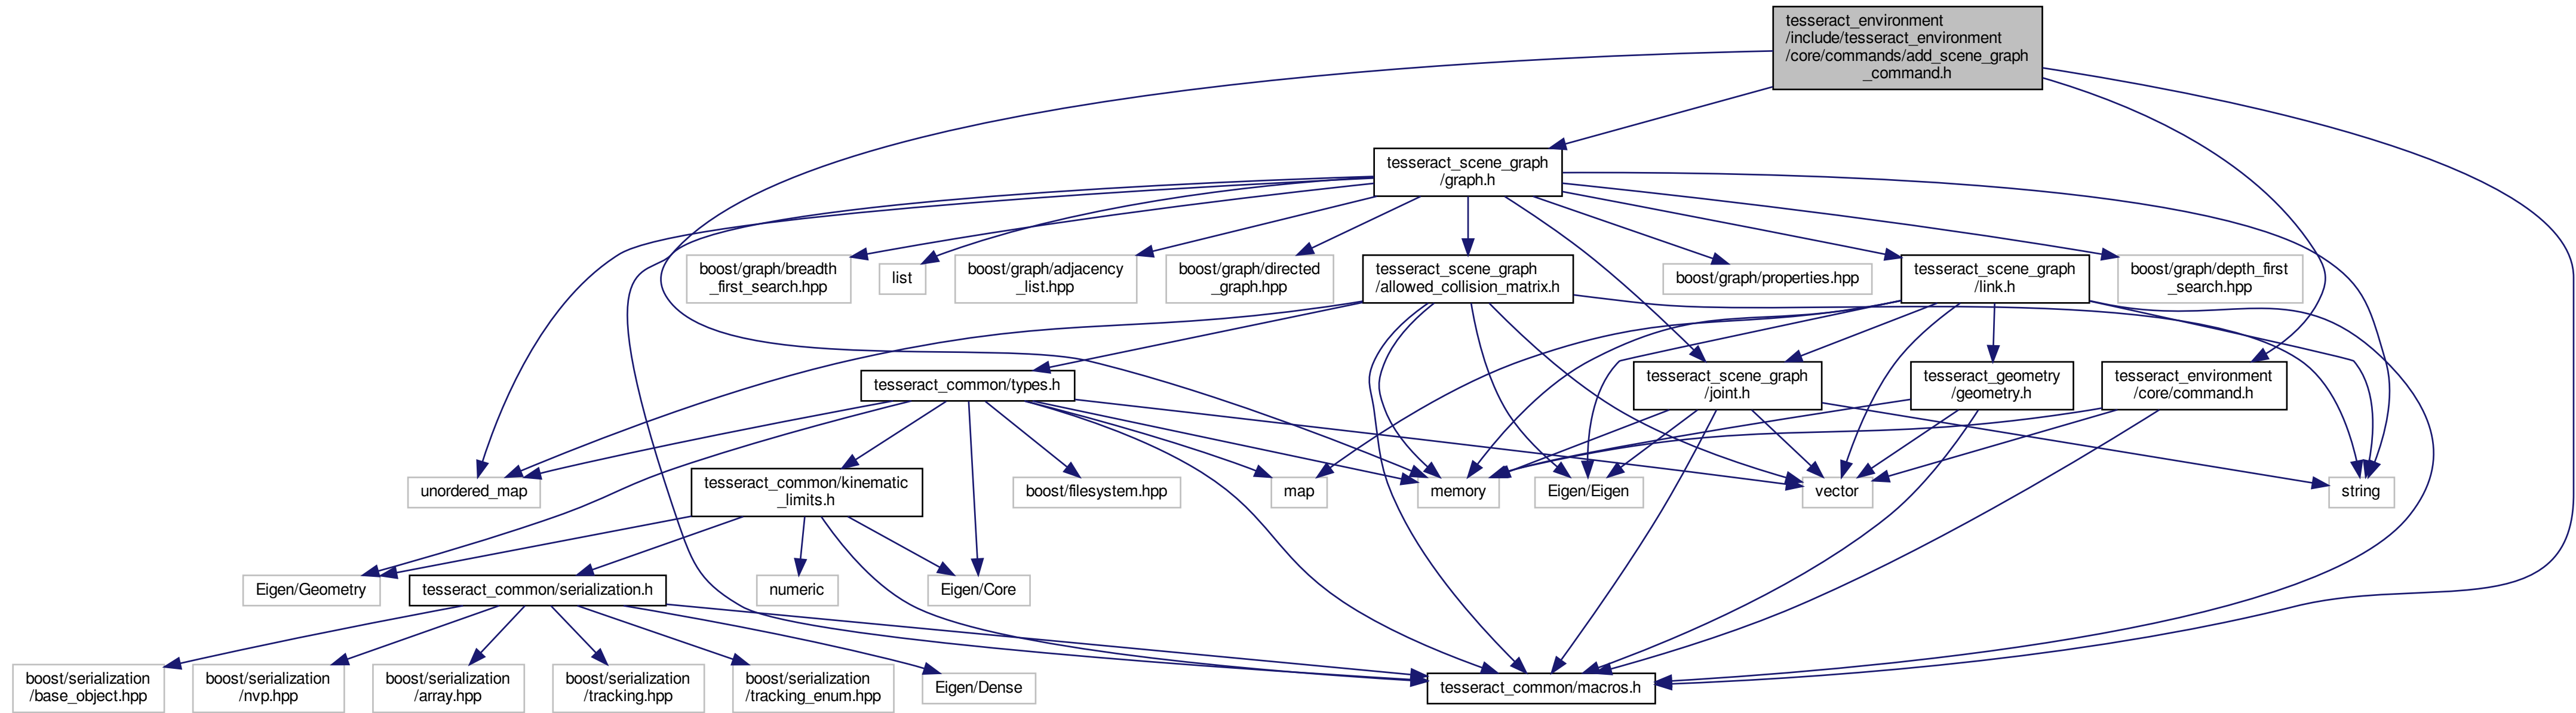 tesseract_environment
/include/tesseract_environment
/core/commands/add_scene_graph
_command.h
tesseract_scene_graph
/graph.h
boost/graph/breadth
_first_search.hpp
list
boost/graph/adjacency
_list.hpp
boost/graph/directed
_graph.hpp
tesseract_scene_graph
/allowed_collision_matrix.h
boost/graph/properties.hpp
tesseract_scene_graph
/link.h
boost/graph/depth_first
_search.hpp
tesseract_common/types.h
tesseract_scene_graph
/joint.h
tesseract_geometry
/geometry.h
tesseract_environment
/core/command.h
unordered_map
tesseract_common/kinematic
_limits.h
boost/filesystem.hpp
map
memory
Eigen/Eigen
vector
string
Eigen/Geometry
tesseract_common/serialization.h
numeric
Eigen/Core
boost/serialization
/base_object.hpp
boost/serialization
/nvp.hpp
boost/serialization
/array.hpp
boost/serialization
/tracking.hpp
boost/serialization
/tracking_enum.hpp
Eigen/Dense
tesseract_common/macros.h